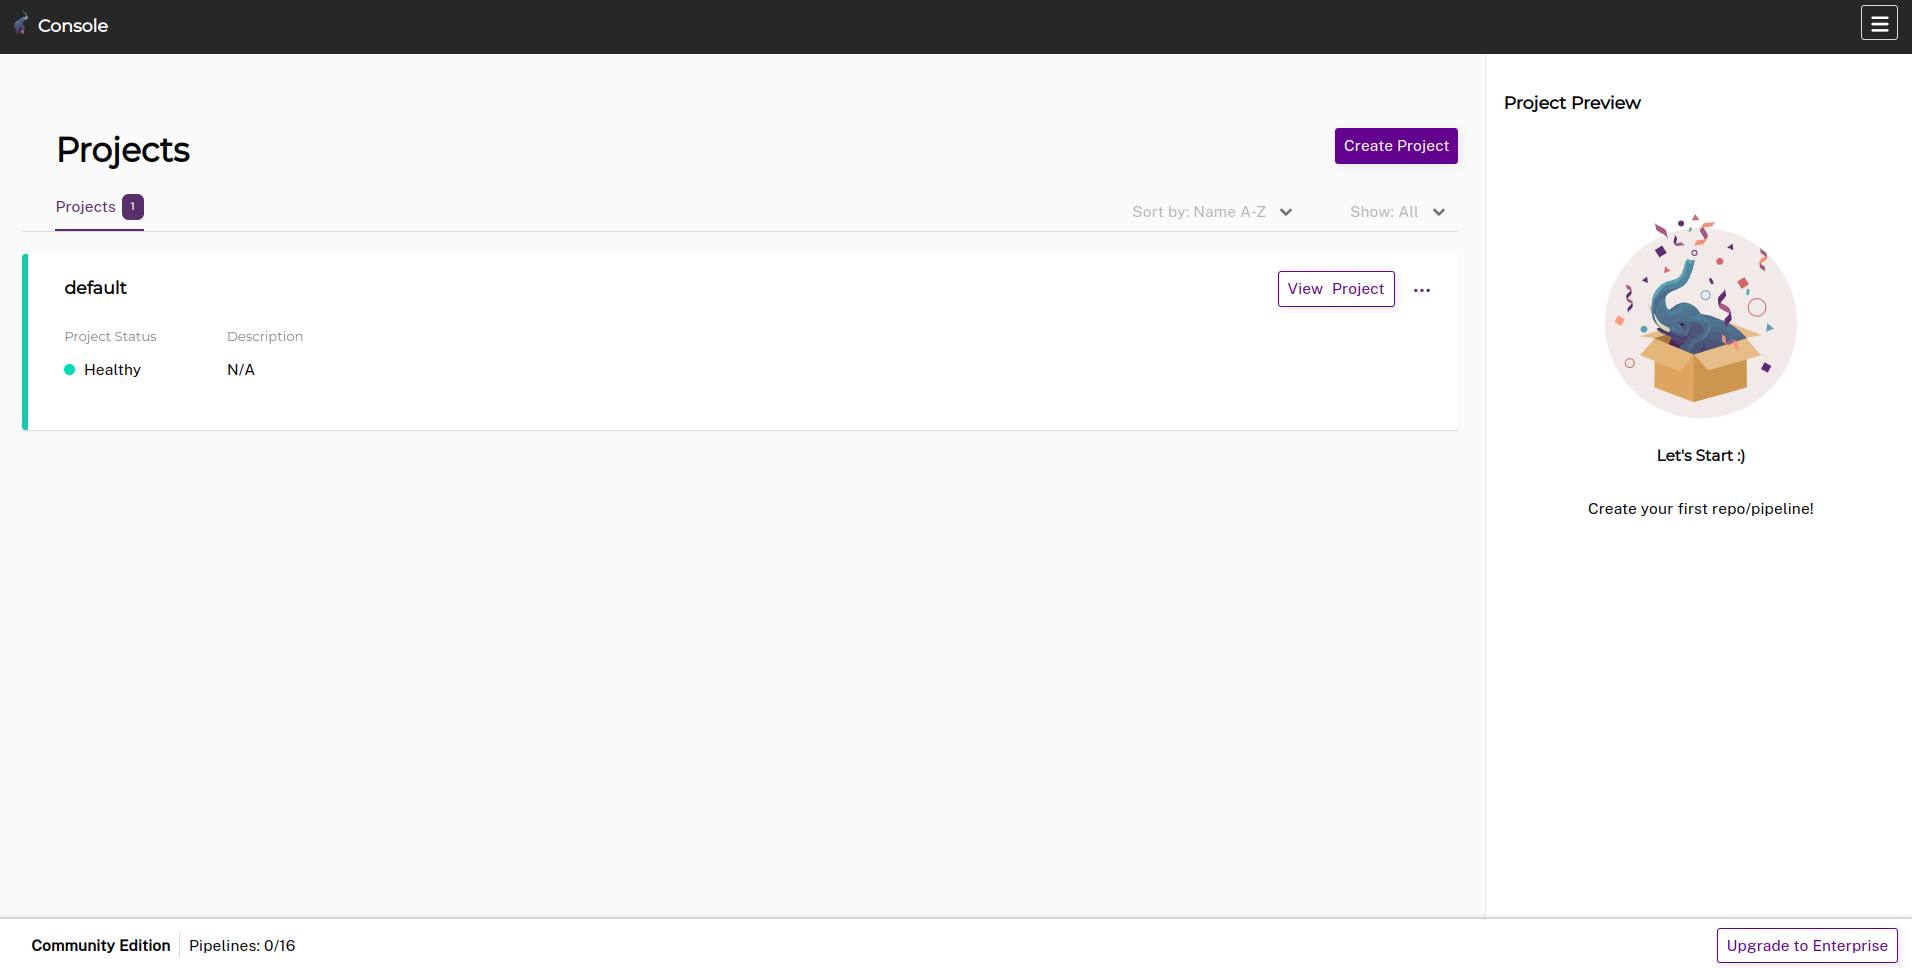 Console
Projects
Create Project
Projects 1
Sort by: Name A-Z
Show: All
default
View Project
Project Status
Description
Healthy
N/A
Project Preview
Let's Start :)
Create your first repo/pipeline!
Community Edition
Pipelines: 0/16
Upgrade to Enterprise